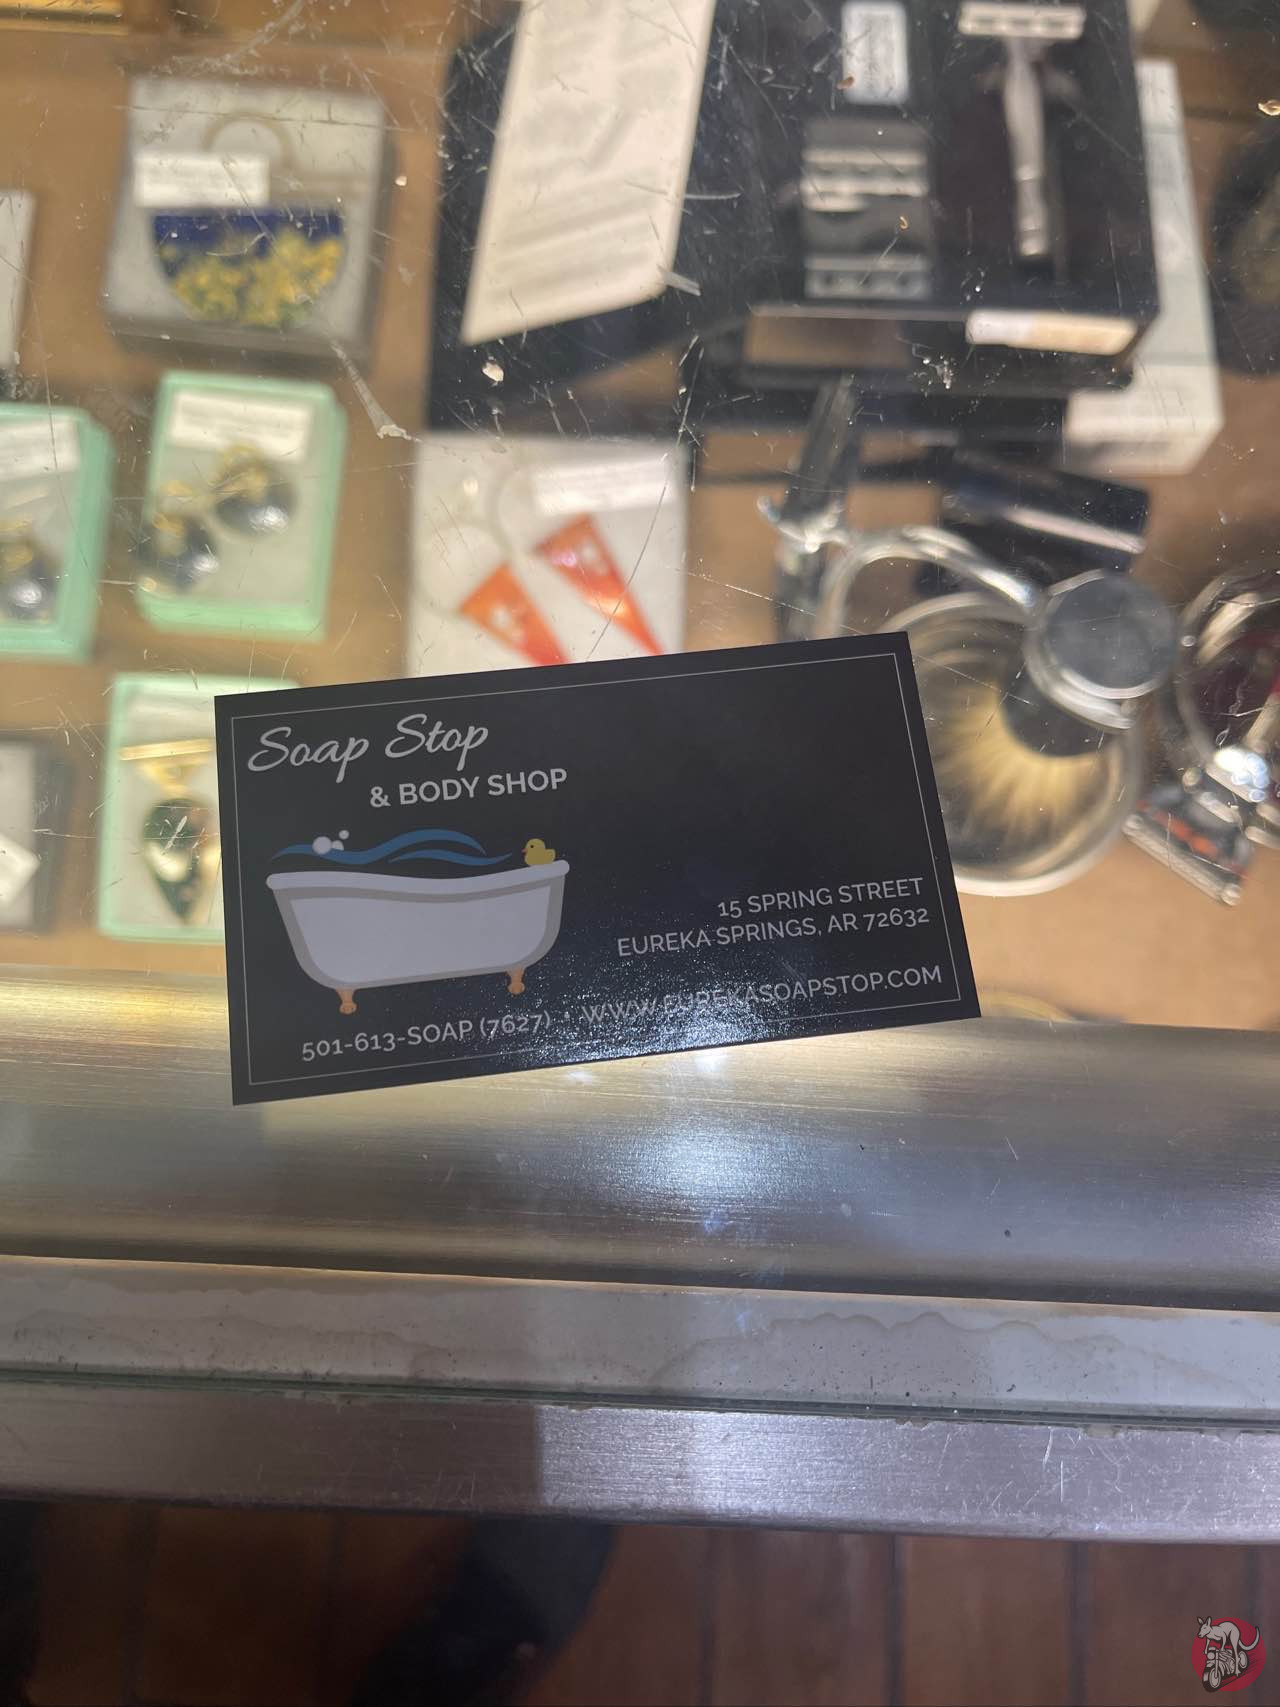 Soap Stop
& BODY SHOP
15 SPRING STREET
EUREKA SPRINGS, AR 72632
501-613-SOAP (7627) • WWW.EUREKASOAPSTOP.COM